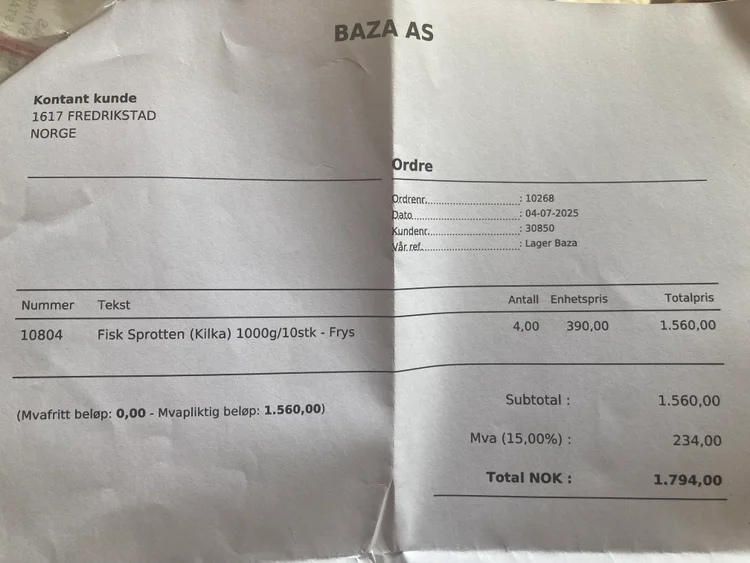 BAZA AS
Kontant kunde
1617 FREDRIKSTAD
NORGE
Ordre
Ordrenr.: 10268
Dato: 04-07-2025
Kundenr.: 30850
Vår ref.: Lager Baza
Nummer Tekst Antall Enhetspris Totalpris
10804 Fisk Sprotten (Kilka) 1000g/10stk - Frys 4,00 390,00 1.560,00
(Mvafritt beløp: 0,00 - Mvapliktig beløp: 1.560,00)
Subtotal : 1.560,00
Mva (15,00%) : 234,00
Total NOK : 1.794,00